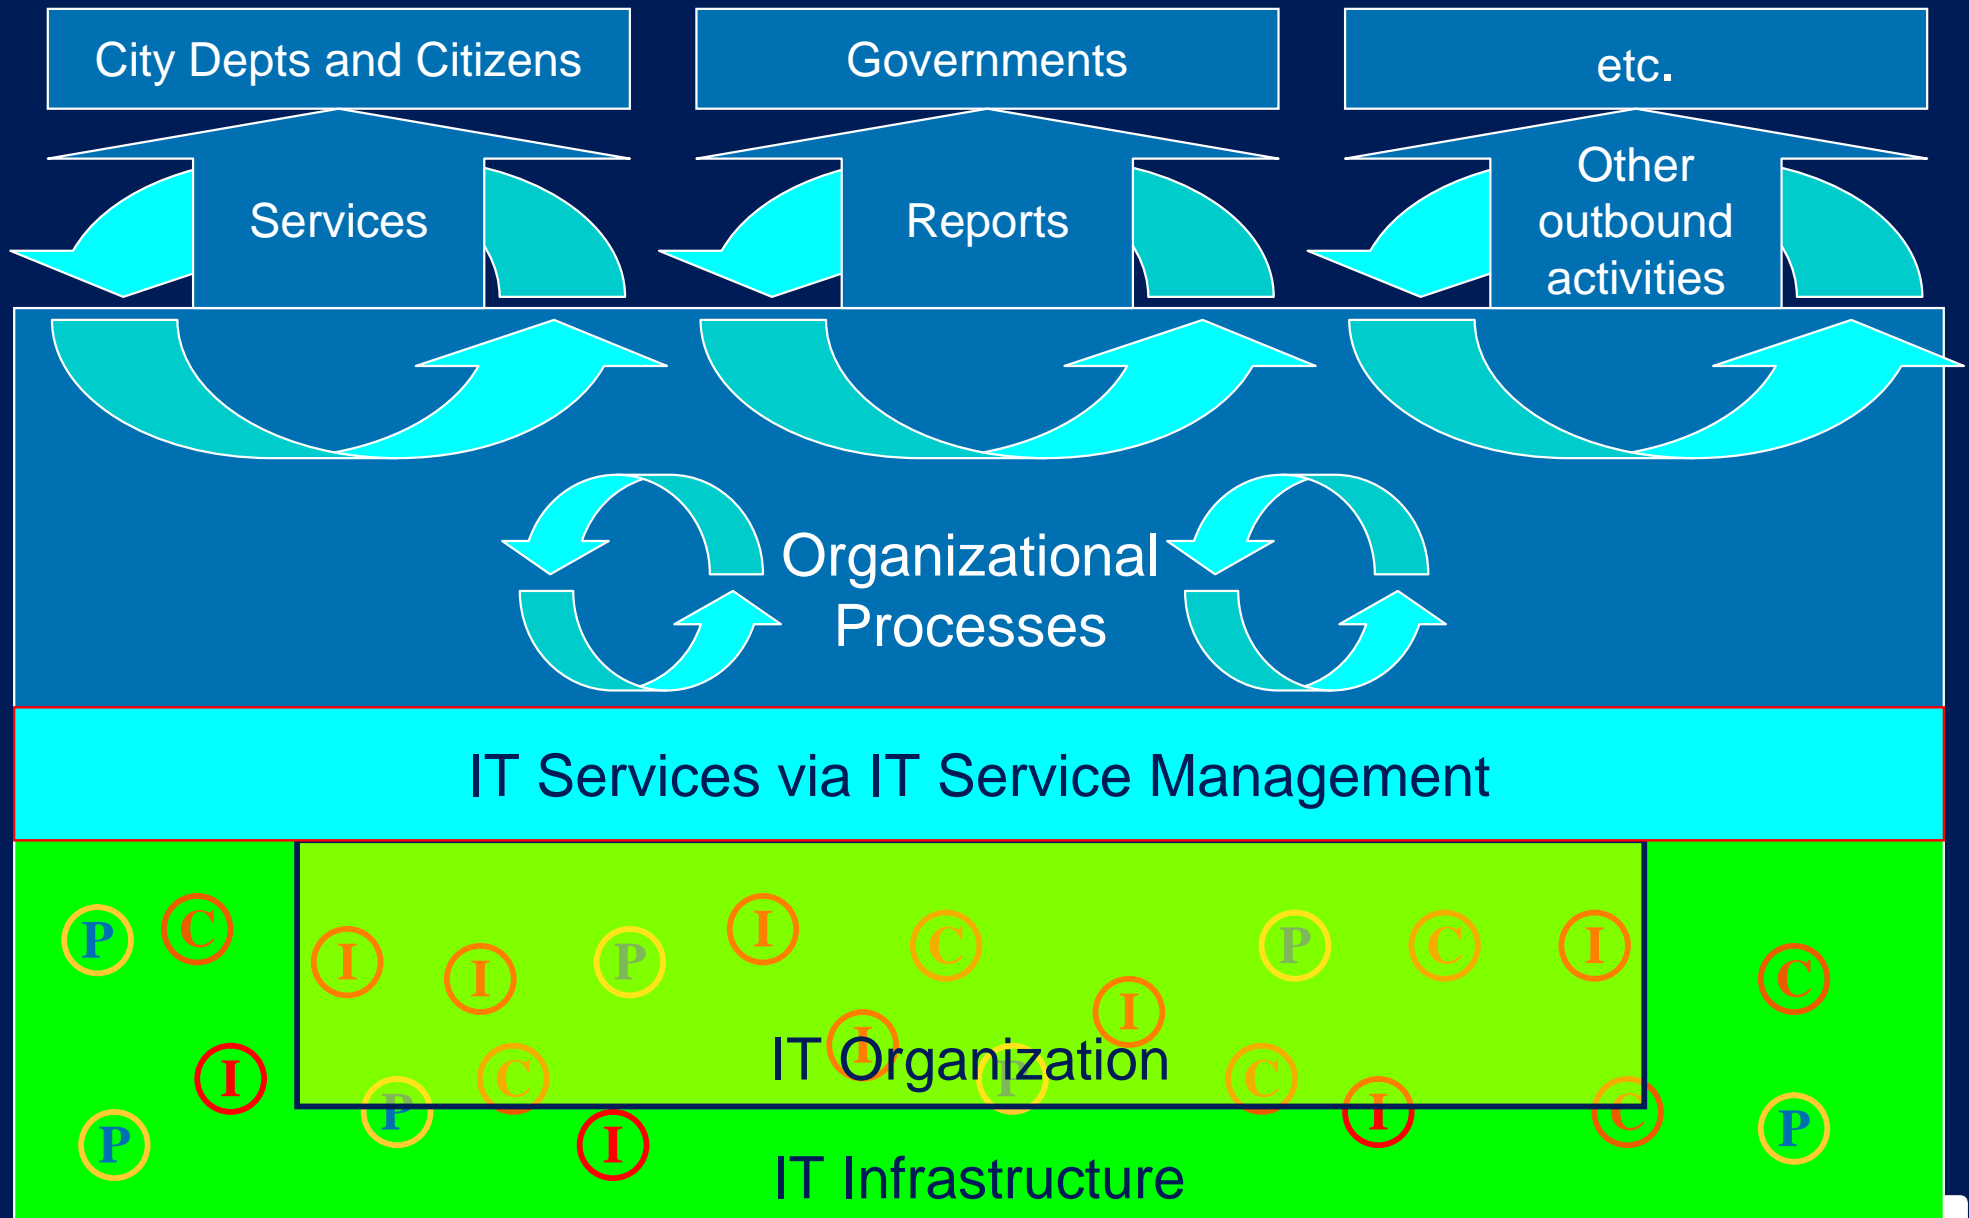 City Depts and Citizens
Governments
etc.
Services
Reports
Other
outbound
activities
Organizational
Processes
IT Services via IT Service Management
P
C
I
I
P
I
C
P
C
I
C
I
I
I
C
P
C
P
I
C
P
I
P
IT Organization
IT Infrastructure